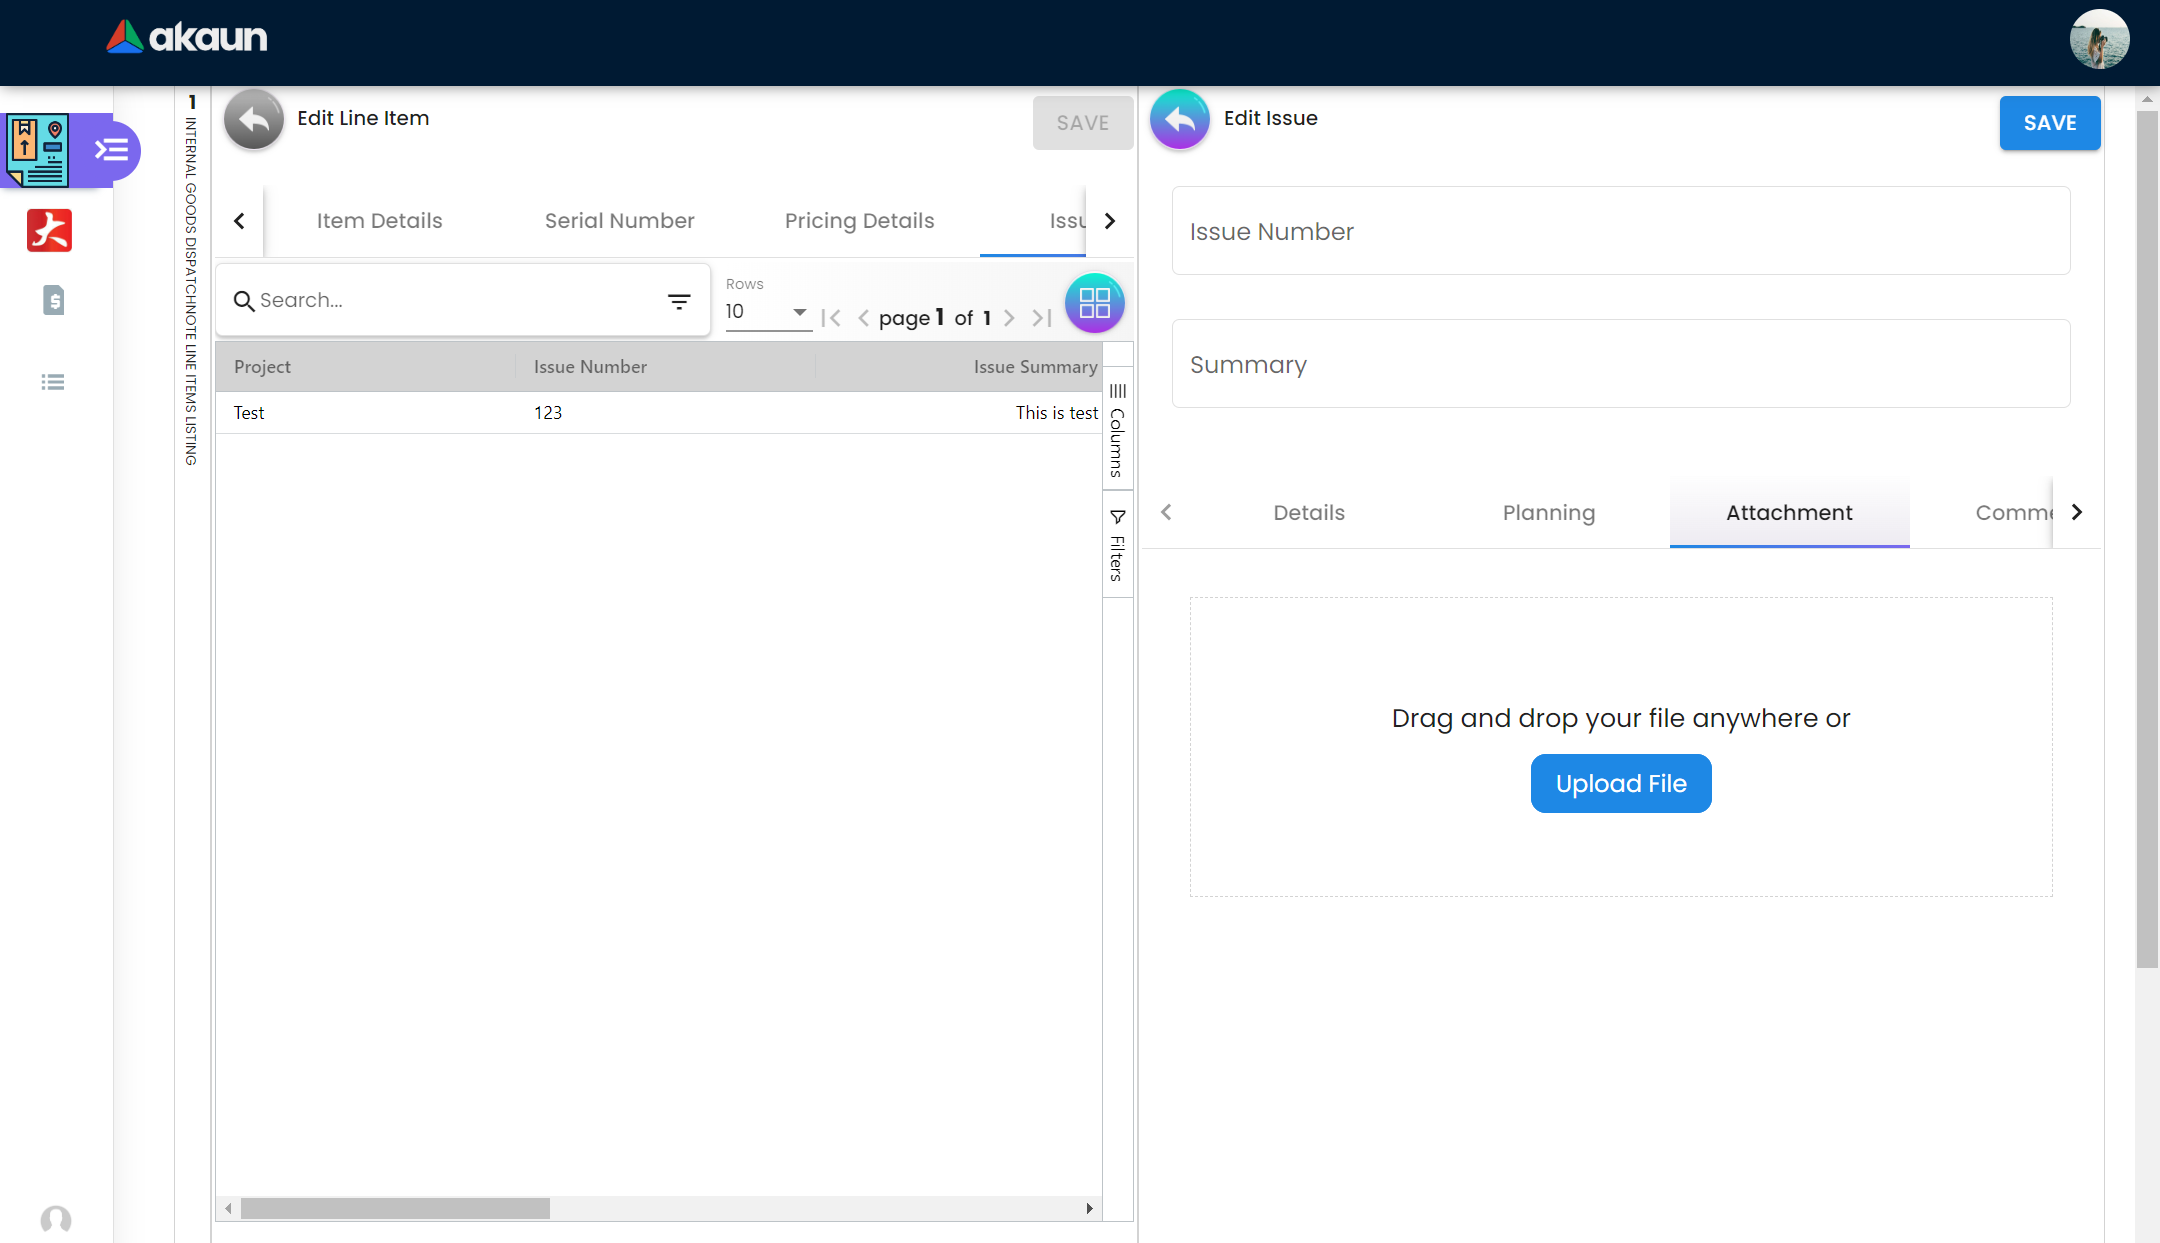 akaun
1
INTERNAL GOODS DISPATCHNOTE LINE ITEMS LISTING
Edit Line Item
SAVE
Item Details
Serial Number
Pricing Details
Issu
Search...
Rows
10
page 1 of 1
Project
Issue Number
Issue Summary
Test
123
This is test
Columns
Filters
Edit Issue
SAVE
Issue Number
Summary
Details
Planning
Attachment
Comme
Drag and drop your file anywhere or
Upload File